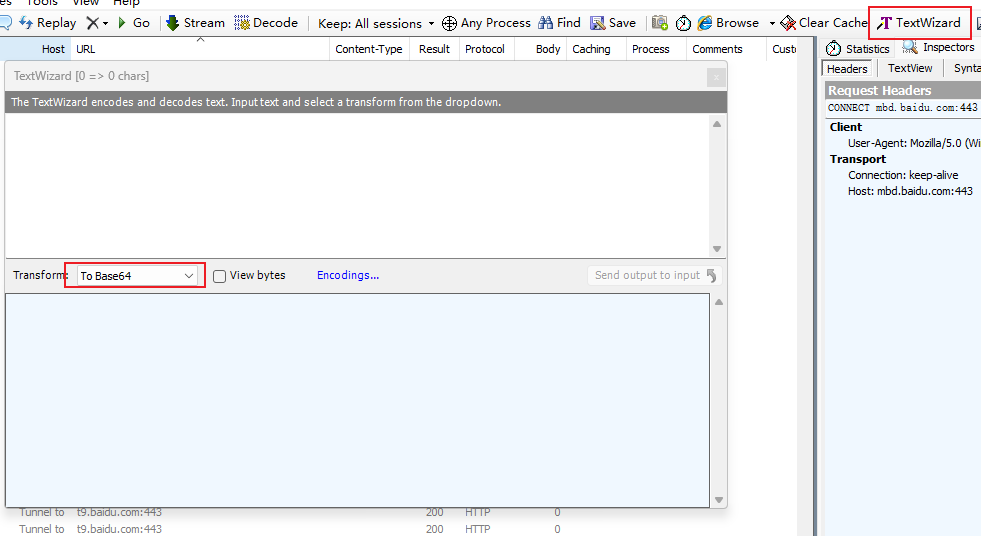 Tools View Help
Replay Go Stream Decode Keep: All sessions Any Process Find Save Browse Clear Cache TextWizard
Host URL Content-Type Result Protocol Body Caching Process Comments
Statistics Inspectors
Headers TextView
TextWizard [0 => 0 chars]
The TextWizard encodes and decodes text. Input text and select a transform from the dropdown.
Request Headers
CONNECT mbd.baidu.com:443
Client
User-Agent: Mozilla/5.0
Transport
Connection: keep-alive
Host: mbd.baidu.com:443
Transform: To Base64 View bytes Encodings... Send output to input
Tunnel to t9.baidu.com:443 200 HTTP 0
Tunnel to t9.baidu.com:443 200 HTTP 0